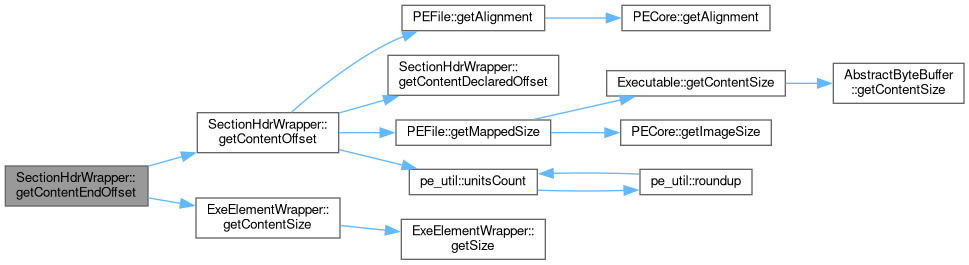 SectionHdrWrapper::
getContentEndOffset
SectionHdrWrapper::
getContentOffset
PEFile::getAlignment
PECore::getAlignment
SectionHdrWrapper::
getContentDeclaredOffset
PEFile::getMappedSize
Executable::getContentSize
AbstractByteBuffer
::getContentSize
PECore::getImageSize
pe_util::unitsCount
pe_util::roundup
ExeElementWrapper::
getContentSize
ExeElementWrapper::
getSize